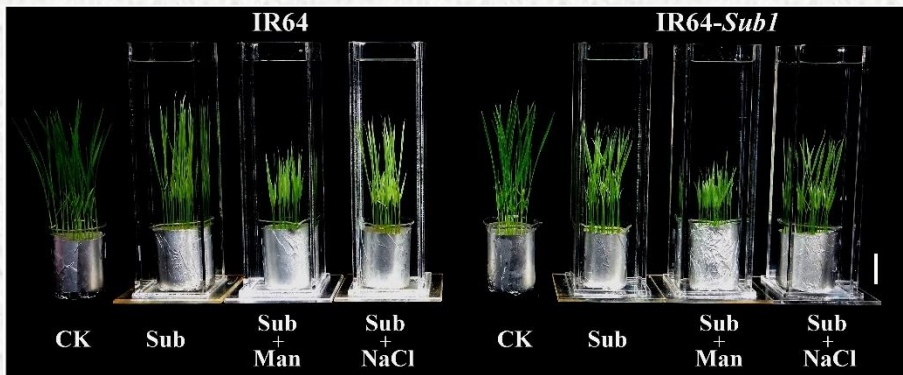 IR64
IR64-Sub1
CK
Sub
Sub
+
Man
Sub
+
NaCl
CK
Sub
Sub
+
Man
Sub
+
NaCl